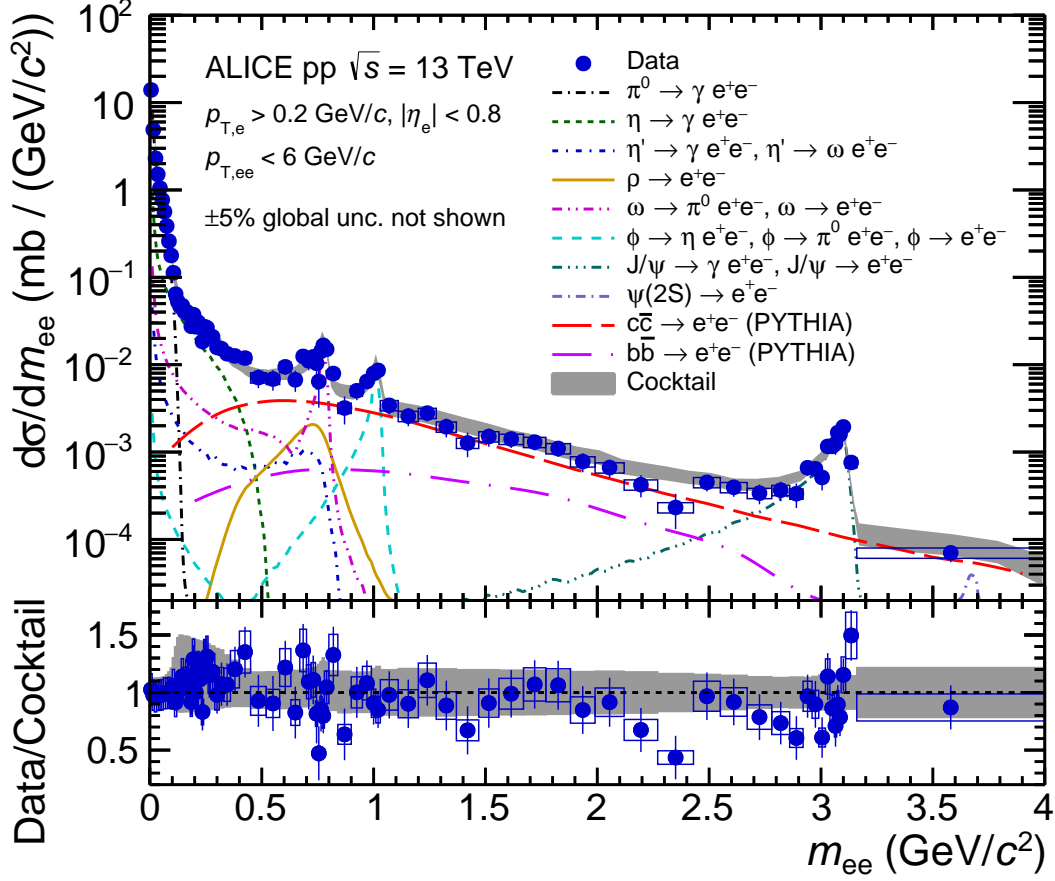 ALICE pp √s = 13 TeV
p_T,e > 0.2 GeV/c, |η_e| < 0.8
p_T,ee < 6 GeV/c
±5% global unc. not shown
Data
π⁰ → γ e⁺e⁻
η → γ e⁺e⁻
η' → γ e⁺e⁻, η' → ω e⁺e⁻
ρ → e⁺e⁻
ω → π⁰ e⁺e⁻, ω → e⁺e⁻
ϕ → η e⁺e⁻, ϕ → π⁰ e⁺e⁻, ϕ → e⁺e⁻
J/ψ → γ e⁺e⁻, J/ψ → e⁺e⁻
ψ(2S) → e⁺e⁻
cc̅ → e⁺e⁻ (PYTHIA)
bb̅ → e⁺e⁻ (PYTHIA)
Cocktail
dσ/dm_ee (mb / (GeV/c²))
10²
10
1
10⁻¹
10⁻²
10⁻³
10⁻⁴
Data/Cocktail
1.5
1
0.5
0 0.5 1 1.5 2 2.5 3 3.5 4
m_ee (GeV/c²)